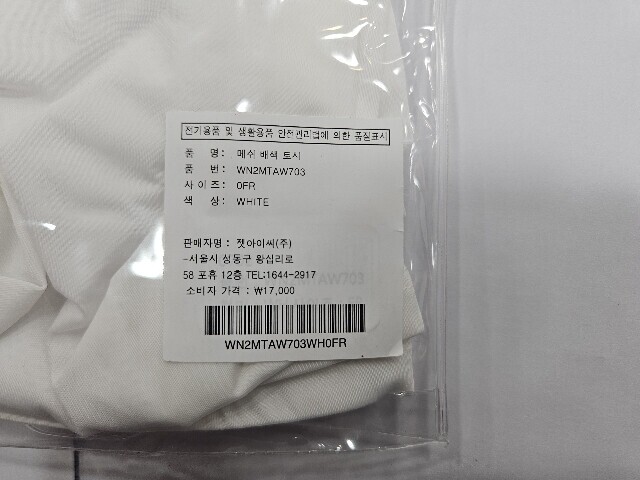 전기용품 및 생활용품 안전관리법에 의한 품질표시
품 명: 메쉬 배색 토시
품 번: WN2MTAW703
사이즈: 0FR
색 상: WHITE
판매자명 : 젯아이씨(주)
-서울시 성동구 왕십리로
58 포휴 12층 TEL:1644-2917
소비자 가격 : ₩17,000
WN2MTAW703WH0FR